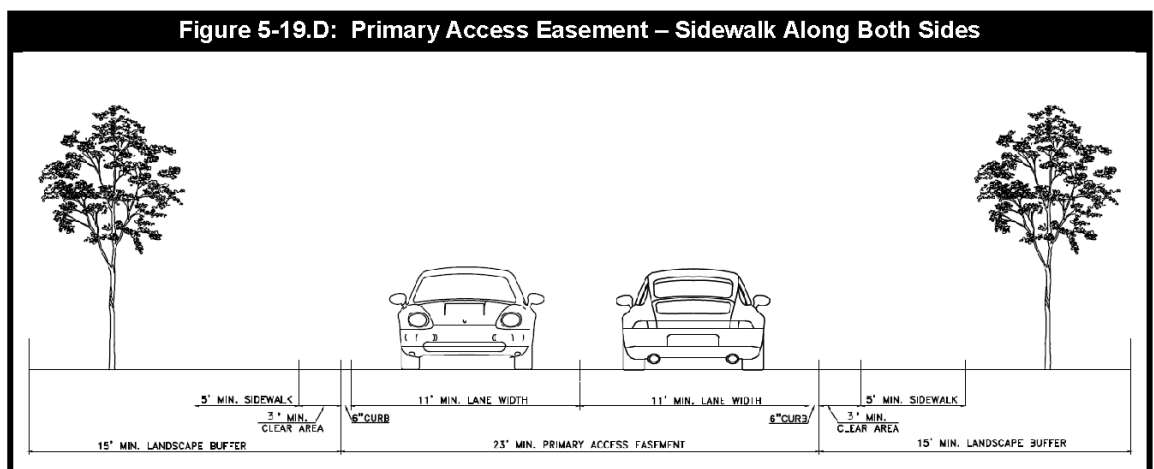 Figure 5-19.D: Primary Access Easement – Sidewalk Along Both Sides
5' MIN. SIDEWALK
3' MIN.
CLEAR AREA
6"CURB
11' MIN. LANE WIDTH
11' MIN. LANE WIDTH
6"CURB
3' MIN.
CLEAR AREA
5' MIN. SIDEWALK
15' MIN. LANDSCAPE BUFFER
23' MIN. PRIMARY ACCESS EASEMENT
15' MIN. LANDSCAPE BUFFER